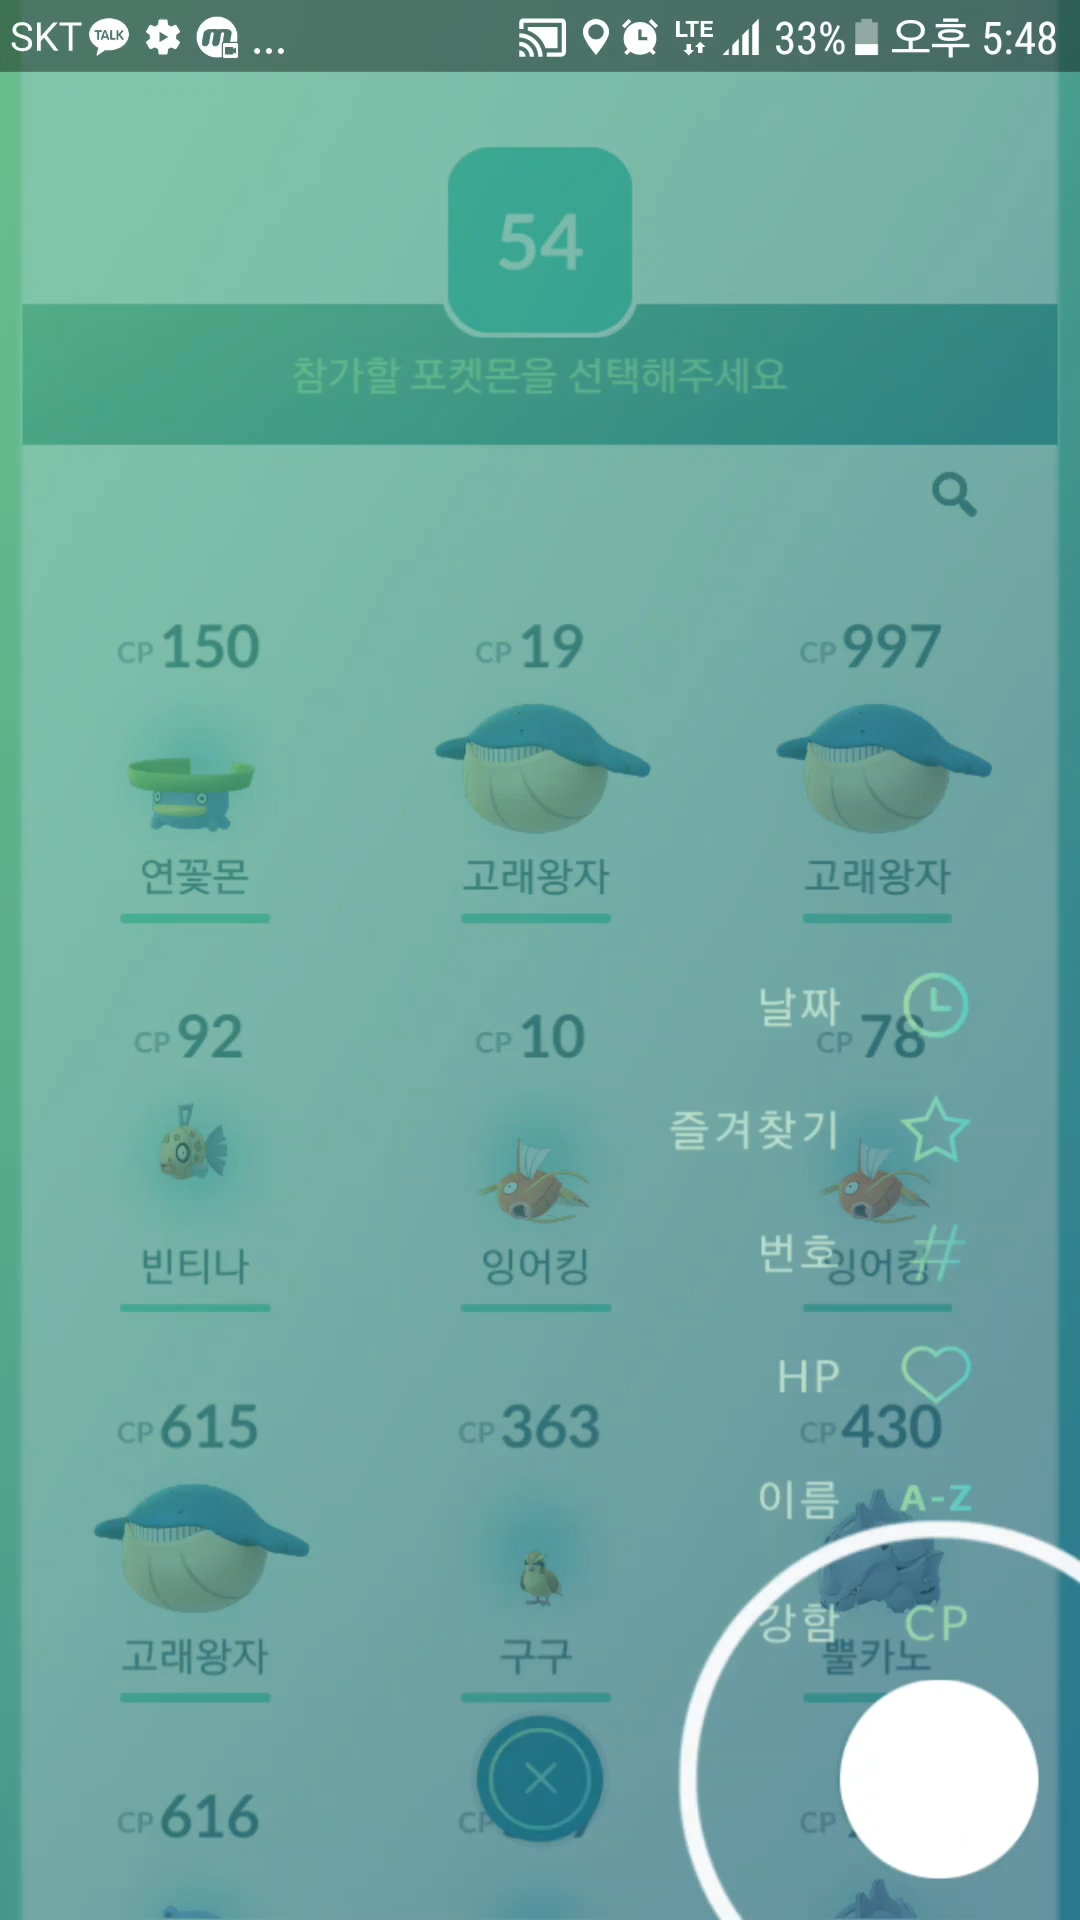 SKT TALK m ... LTE 33% 오후 5:48
54
참가할 포켓몬을 선택해주세요
CP 150 CP 19 CP 997
연꽃몬 고래왕자 고래왕자
날짜
CP 92 CP 10 CP 78
즐겨찾기
번호 #
빈티나 잉어킹 잉어킹
HP
CP 615 CP 363 CP 430
이름 A-Z
강함 CP
고래왕자 구구 뿔카노
CP 616 CP CP